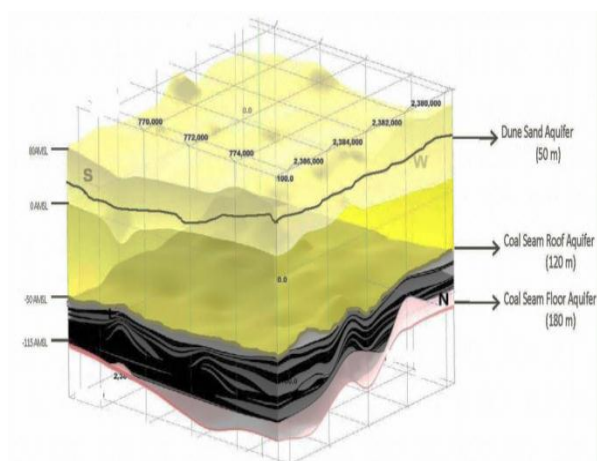 2,380,000
770,000
0.0
2,382,000
772,000
2,384,000
774,000
2,386,000
100.0
80AMSL
S
W
0 AMSL
0.0
-50 AMSL
-115 AMSL
N
Dune Sand Aquifer
(50 m)
Coal Seam Roof Aquifer
(120 m)
Coal Seam Floor Aquifer
(180 m)